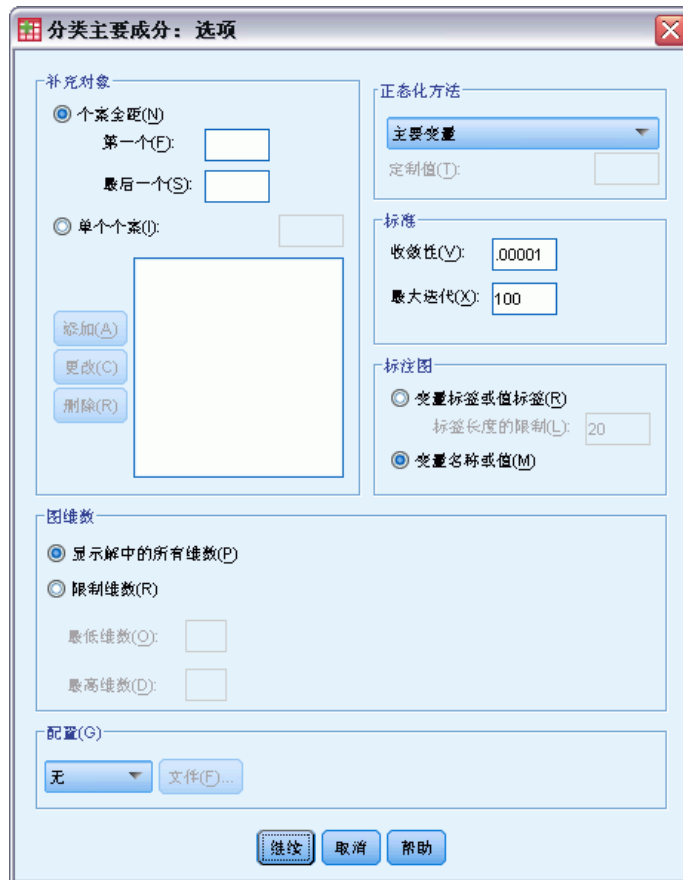 分类主要成分：选项
补充对象
个案全距(N)
第一个(F):
最后一个(S):
单个个案(I):
添加(A)
更改(C)
删除(R)
正态化方法
主要变量
定制值(T):
标准
收敛性(V): .00001
最大迭代(X): 100
标注图
变量标签或值标签(R)
标签长度的限制(L): 20
变量名称或值(M)
图维数
显示解中的所有维数(P)
限制维数(R)
最低维数(O):
最高维数(D):
配置(G)
无 文件(F)...
继续 取消 帮助